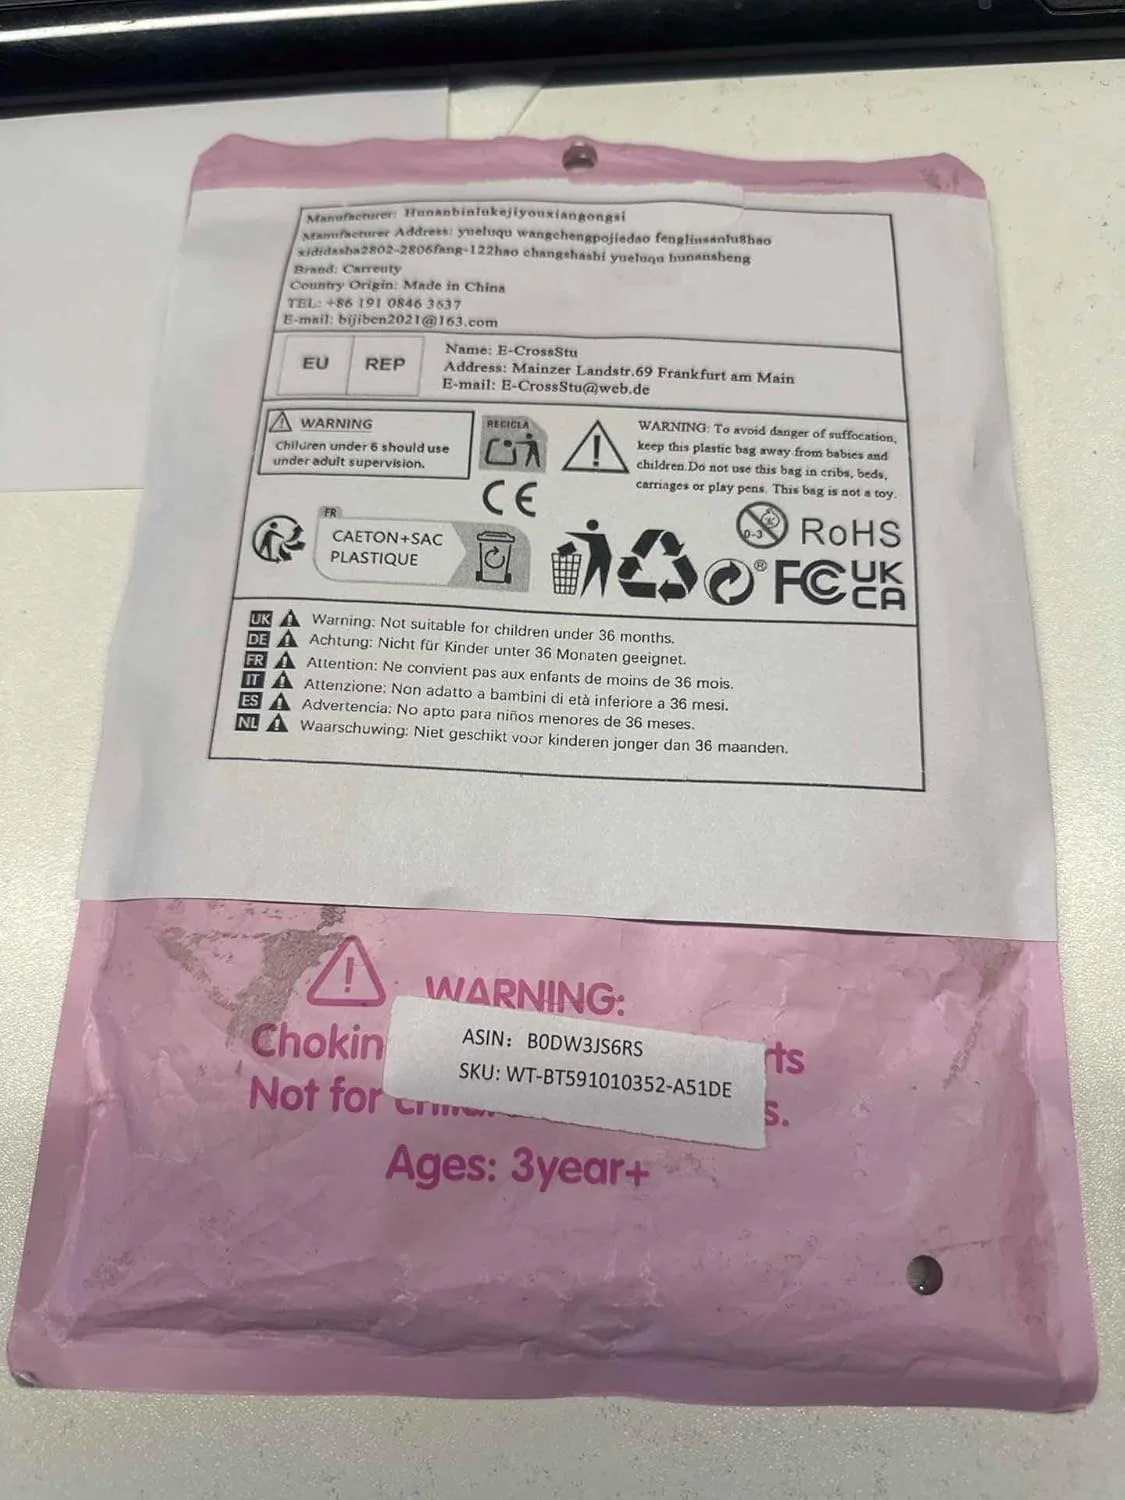 Manufacturer: Hunanbinlukejiyouxiangongsi
Manufacturer Address: yueluqu wangchengpojiedao fenglinsanlu8hao
xididasha2802-2806fang-122hao changshashi yueluqu hunansheng
Brand: Carreuty
Country Origin: Made in China
TEL: +86 191 0846 3637
E-mail: bijiben2021@163.com
EU REP
Name: E-CrossStu
Address: Mainzer Landstr.69 Frankfurt am Main
E-mail: E-CrossStu@web.de
WARNING
Children under 6 should use
under adult supervision.
RECICLA
WARNING: To avoid danger of suffocation,
keep this plastic bag away from babies and
children.Do not use this bag in cribs, beds,
carriages or play pens. This bag is not a toy.
CE
FR
CAETON+SAC
PLASTIQUE
0-3
RoHS
®
FC
UK
CA
UK Warning: Not suitable for children under 36 months.
DE Achtung: Nicht für Kinder unter 36 Monaten geeignet.
FR Attention: Ne convient pas aux enfants de moins de 36 mois.
IT Attenzione: Non adatto a bambini di età inferiore a 36 mesi.
ES Advertencia: No apto para niños menores de 36 meses.
NL Waarschuwing: Niet geschikt voor kinderen jonger dan 36 maanden.
WARNING:
Chokin
ASIN: B0DW3JS6RS
SKU: WT-BT591010352-A51DE
Not for
Ages: 3year+